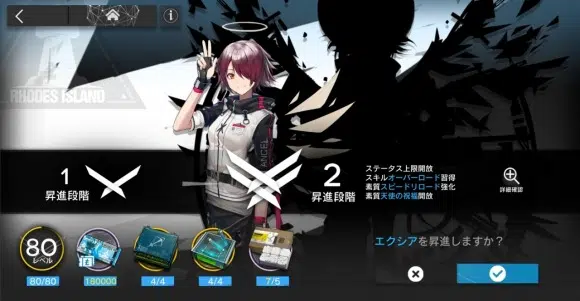 RHODES ISLAND
ANGEL
1
昇進段階
2
昇進段階
ステータス上限開放
スキルオーバーロード習得
素質スピードリロード強化
素質天使の祝福開放
詳細確認
80
レベル
80/80
180000
4/4
4/4
7/5
エクシアを昇進しますか?